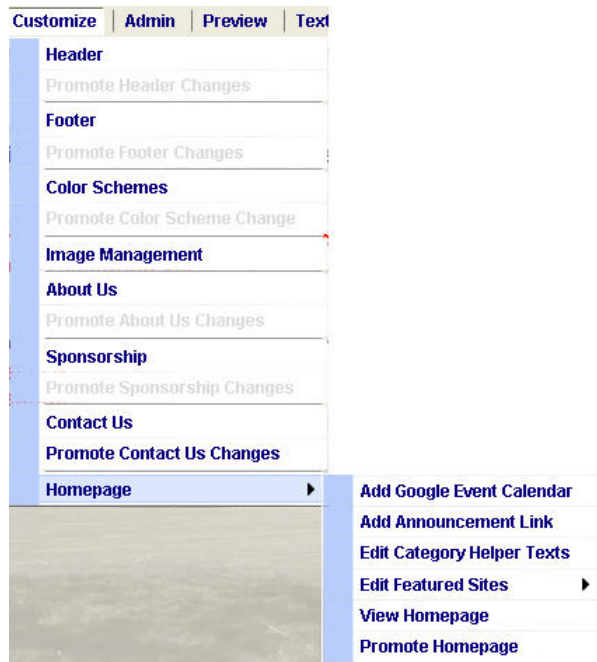 Customize | Admin | Preview | Text
Header
Promote Header Changes
Footer
Promote Footer Changes
Color Schemes
Promote Color Scheme Change
Image Management
About Us
Promote About Us Changes
Sponsorship
Promote Sponsorship Changes
Contact Us
Promote Contact Us Changes
Homepage
Add Google Event Calendar
Add Announcement Link
Edit Category Helper Texts
Edit Featured Sites
View Homepage
Promote Homepage